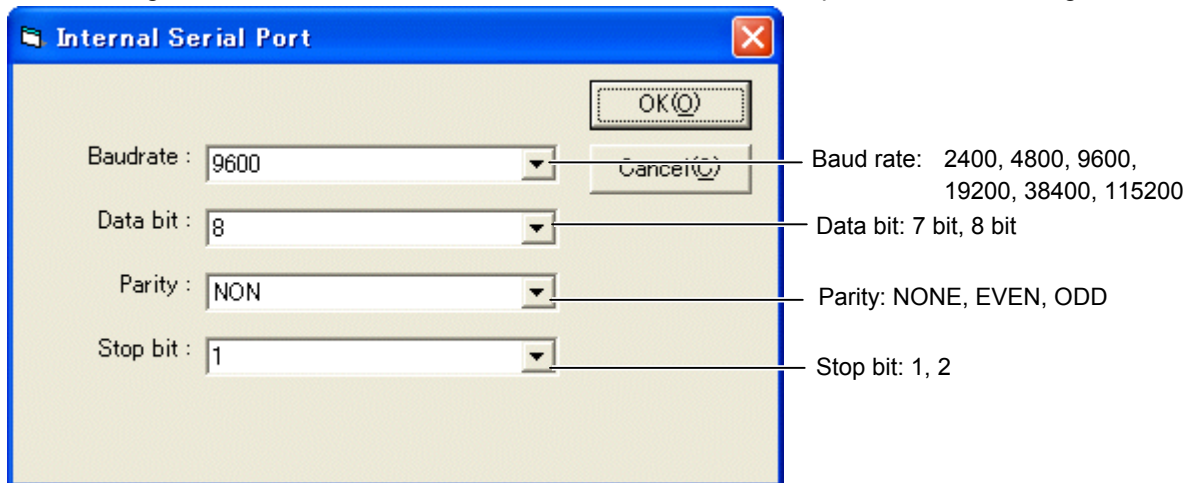 Internal Serial Port
OK(O)
Baudrate : 9600
Cancel(C)
Baud rate: 2400, 4800, 9600,
19200, 38400, 115200
Data bit : 8
Data bit: 7 bit, 8 bit
Parity : NON
Parity: NONE, EVEN, ODD
Stop bit : 1
Stop bit: 1, 2